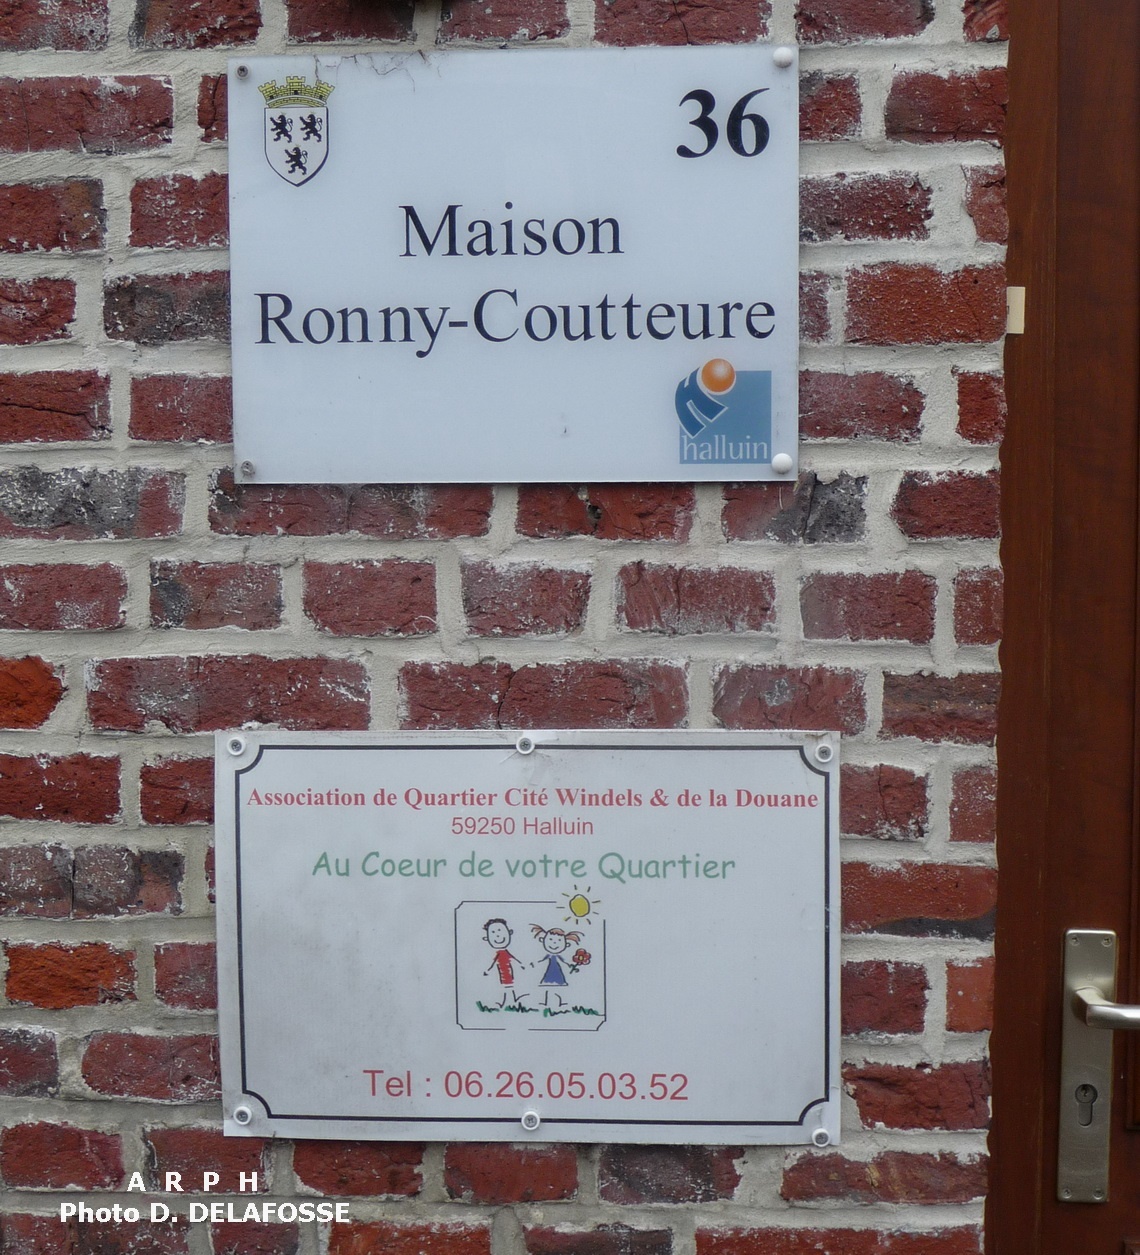 36
Maison
Ronny-Coutteure
halluin
Association de Quartier Cité Windels & de la Douane
59250 Halluin
Au Coeur de votre Quartier
Tel : 06.26.05.03.52
A R P H
Photo D. DELAFOSSE